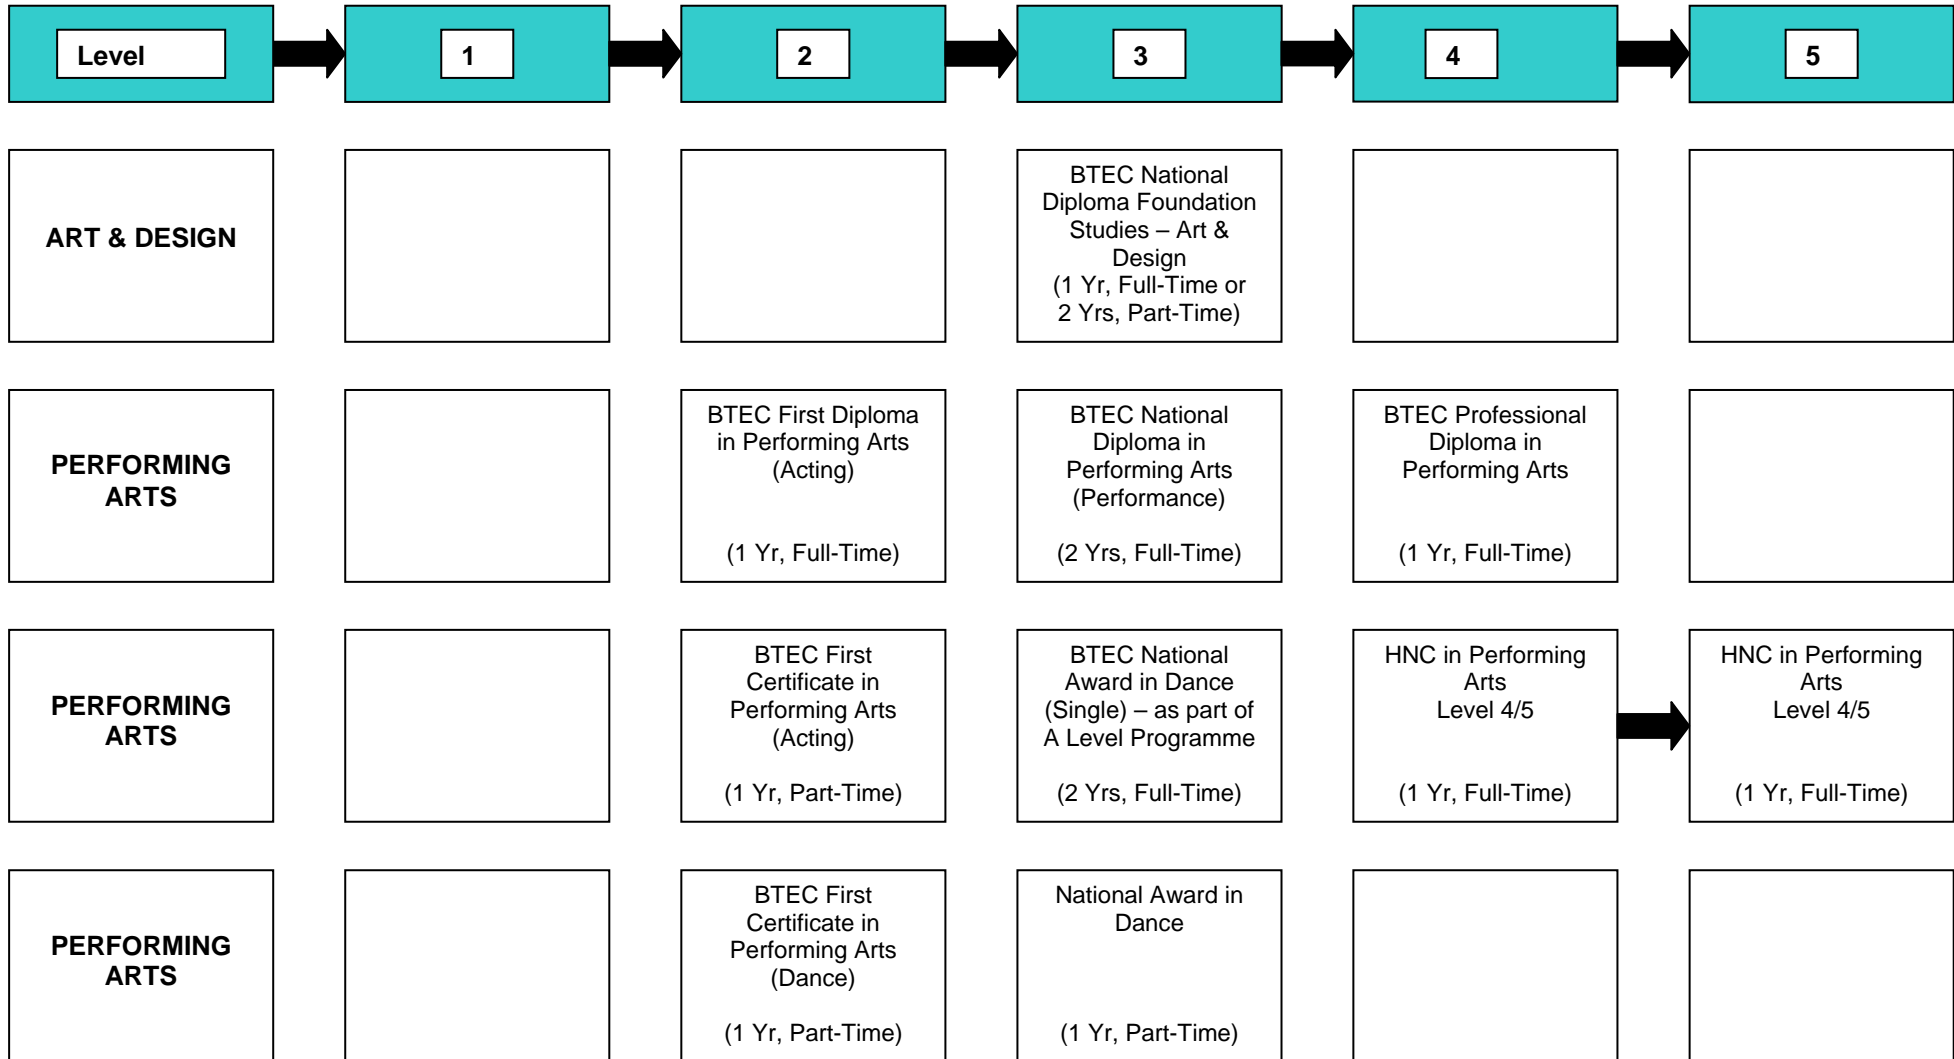 Level
1
2
3
4
5
ART & DESIGN
BTEC National
Diploma Foundation
Studies – Art &
Design
(1 Yr, Full-Time or
2 Yrs, Part-Time)
PERFORMING
ARTS
BTEC First Diploma
in Performing Arts
(Acting)
(1 Yr, Full-Time)
BTEC National
Diploma in
Performing Arts
(Performance)
(2 Yrs, Full-Time)
BTEC Professional
Diploma in
Performing Arts
(1 Yr, Full-Time)
PERFORMING
ARTS
BTEC First
Certificate in
Performing Arts
(Acting)
(1 Yr, Part-Time)
BTEC National
Award in Dance
(Single) – as part of
A Level Programme
(2 Yrs, Full-Time)
HNC in Performing
Arts
Level 4/5
(1 Yr, Full-Time)
HNC in Performing
Arts
Level 4/5
(1 Yr, Full-Time)
PERFORMING
ARTS
BTEC First
Certificate in
Performing Arts
(Dance)
(1 Yr, Part-Time)
National Award in
Dance
(1 Yr, Part-Time)